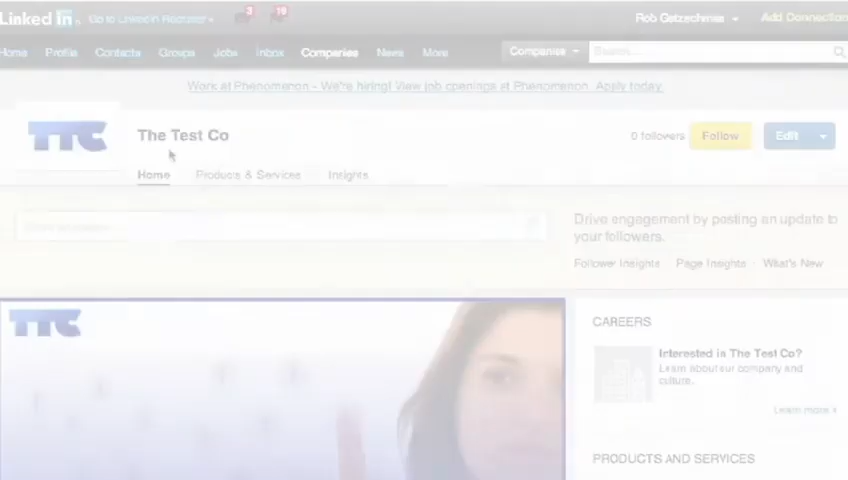 Linked in Go to LinkedIn Recruiter 3 19 Rob Getzschman Add Connection
Home Profile Contacts Groups Jobs Inbox Companies News More Companies Search...
Work at Phenomenon - We're hiring! View job openings at Phenomenon. Apply today.
TTC The Test Co 0 followers Follow Edit
Home Products & Services Insights
Drive engagement by posting an update to
your followers.
Follower Insights Page Insights What's New
TTC
CAREERS
Interested in The Test Co?
Learn about our company and
culture.
Learn more
PRODUCTS AND SERVICES